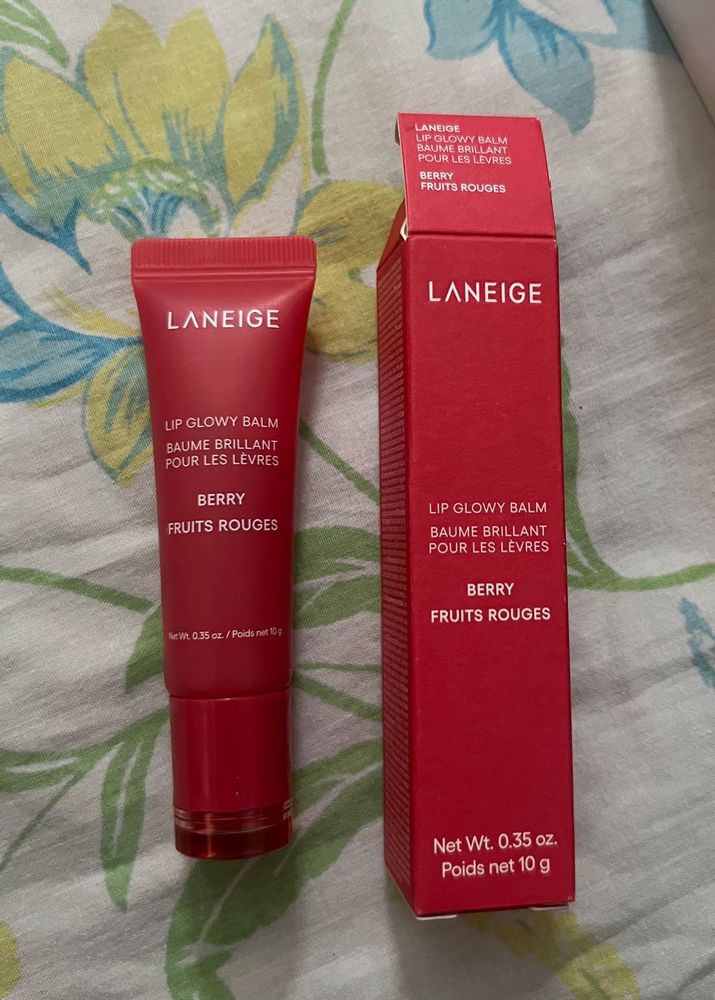 LANEIGE
LIP GLOWY BALM
BAUME BRILLANT
POUR LES LÈVRES
BERRY
FRUITS ROUGES
Net Wt. 0.35 oz. / Poids net 10 g
LANEIGE
LIP GLOWY BALM
BAUME BRILLANT
POUR LES LÈVRES
BERRY
FRUITS ROUGES
LANEIGE
LIP GLOWY BALM
BAUME BRILLANT
POUR LES LÈVRES
BERRY
FRUITS ROUGES
Net Wt. 0.35 oz.
Poids net 10 g